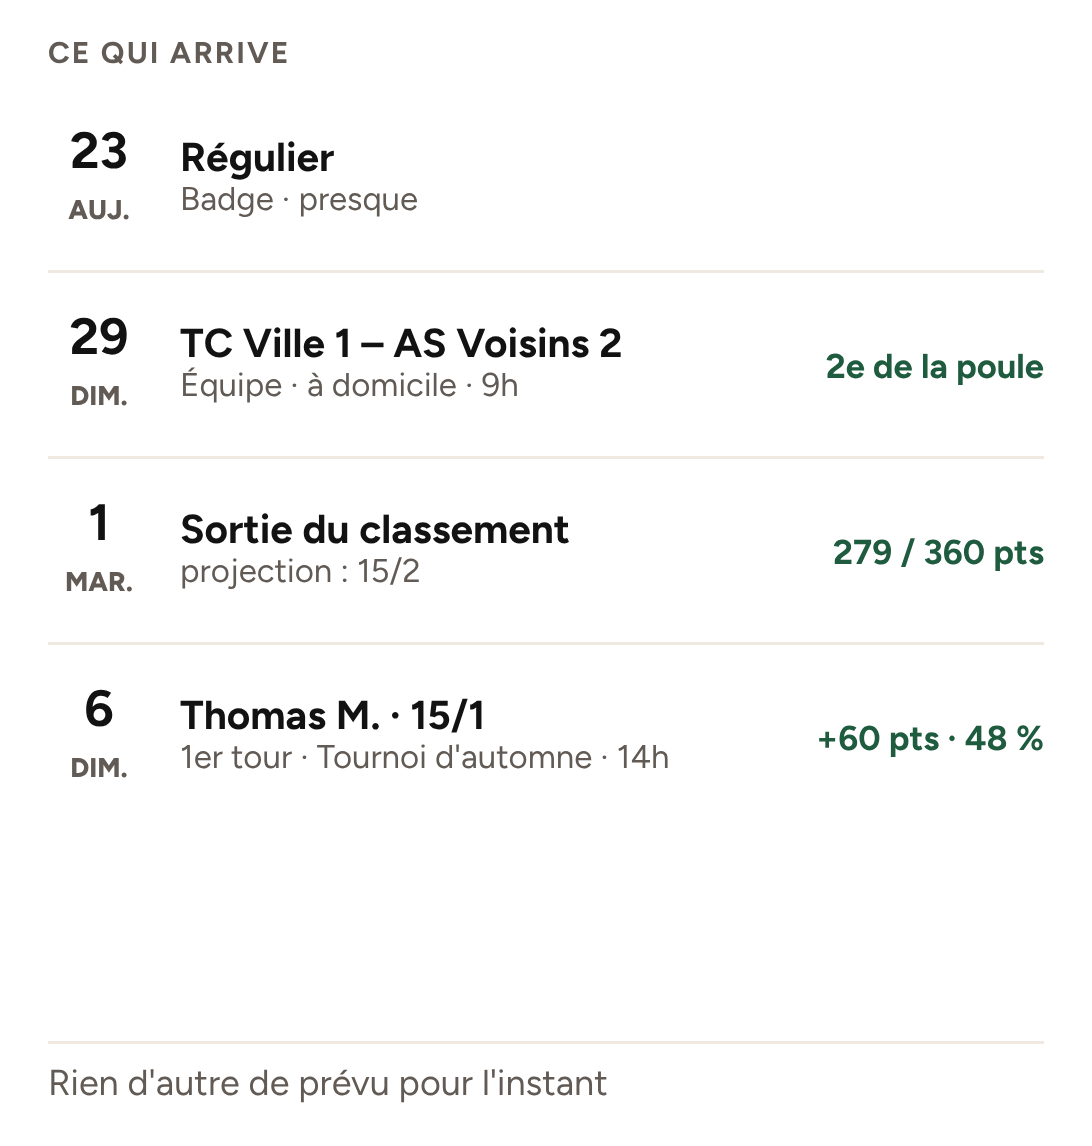 CE QUI ARRIVE
23
AUJ.
Régulier
Badge · presque
29
DIM.
TC Ville 1 – AS Voisins 2
Équipe · à domicile · 9h
2e de la poule
1
MAR.
Sortie du classement
projection : 15/2
279 / 360 pts
6
DIM.
Thomas M. · 15/1
1er tour · Tournoi d'automne · 14h
+60 pts · 48 %
Rien d'autre de prévu pour l'instant